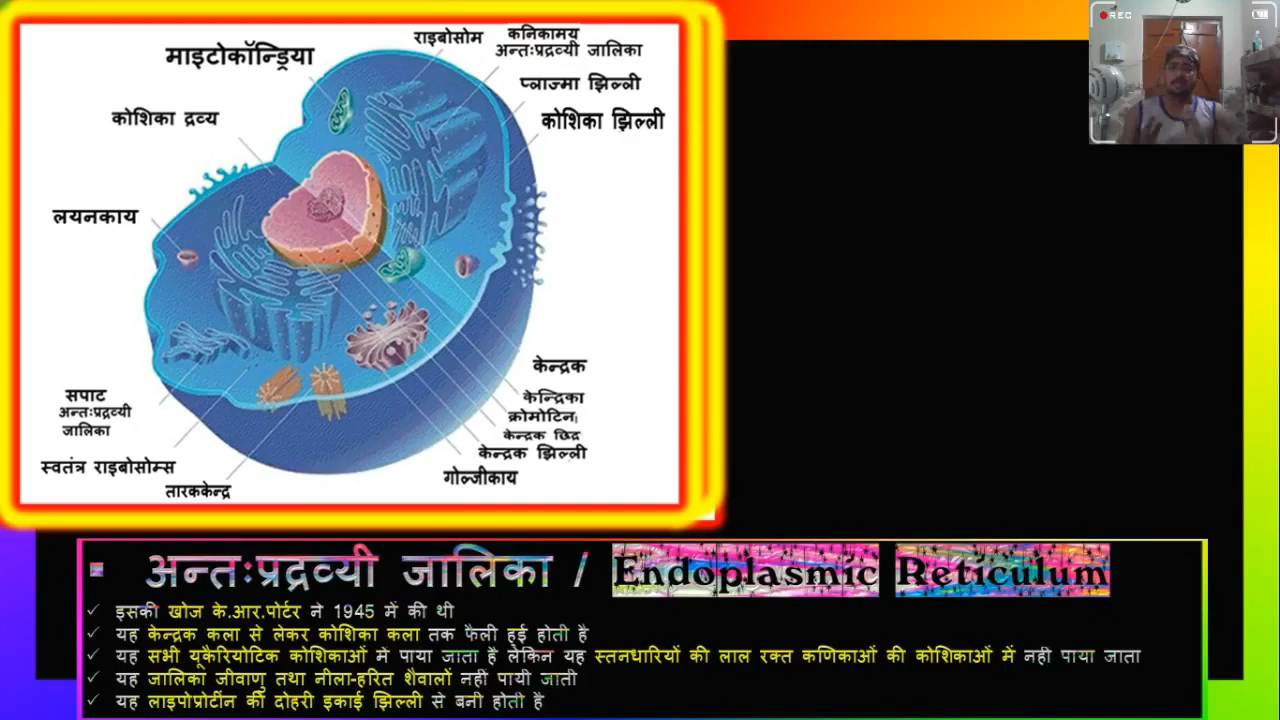 REC
राइबोसोम
कनिकामय
अन्तःप्रद्रव्यी जालिका
माइटोकॉन्ड्रिया
प्लाज्मा झिल्ली
कोशिका द्रव्य
कोशिका झिल्ली
लयनकाय
केन्द्रक
सपाट
अन्तःप्रद्रव्यी
जालिका
केन्द्रिका
क्रोमोटिन
केन्द्रक छिद्र
केन्द्रक झिल्ली
स्वतंत्र राइबोसोम्स
गोल्जीकाय
तारककेन्द्र
▪ अन्तःप्रद्रव्यी जालिका / Endoplasmic Reticulum
✓ इसकी खोज के.आर.पोर्टर ने 1945 में की थी
✓ यह केन्द्रक कला से लेकर कोशिका कला तक फैली हुई होती है
✓ यह सभी यूकैरियोटिक कोशिकाओं में पाया जाता है लेकिन यह स्तनधारियों की लाल रक्त कणिकाओं की कोशिकाओं में नही पाया जाता
✓ यह जालिका जीवाणु तथा नीला-हरित शैवालों नही पायी जाती
✓ यह लाइपोप्रोटीन की दोहरी इकाई झिल्ली से बनी होती है